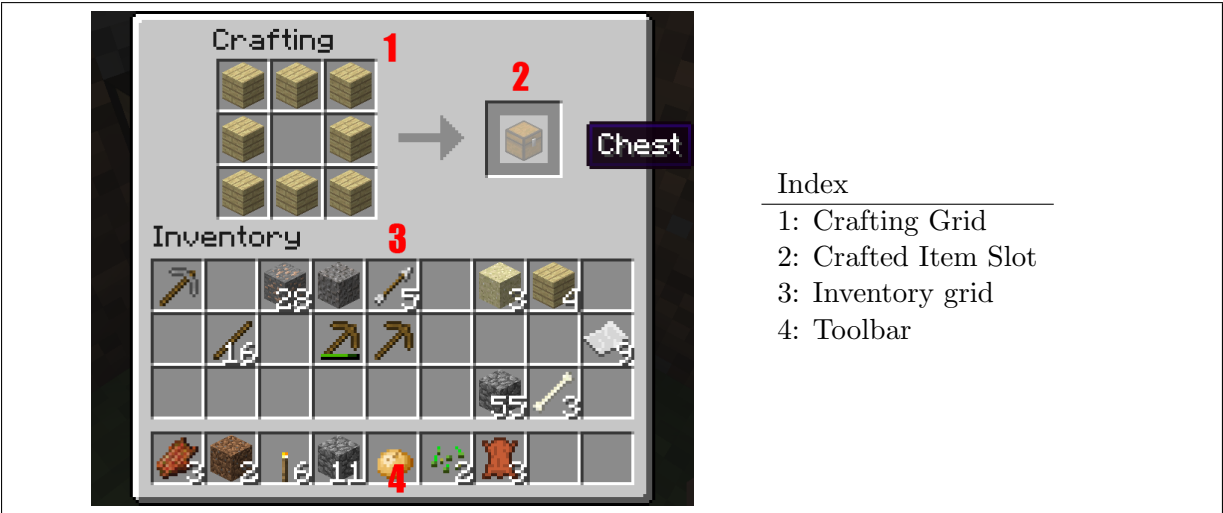 Crafting
1
2
Chest
Inventory
3
28 5 3 4
16 9
55 3
3 2 6 11 2 3
4
Index
1: Crafting Grid
2: Crafted Item Slot
3: Inventory grid
4: Toolbar